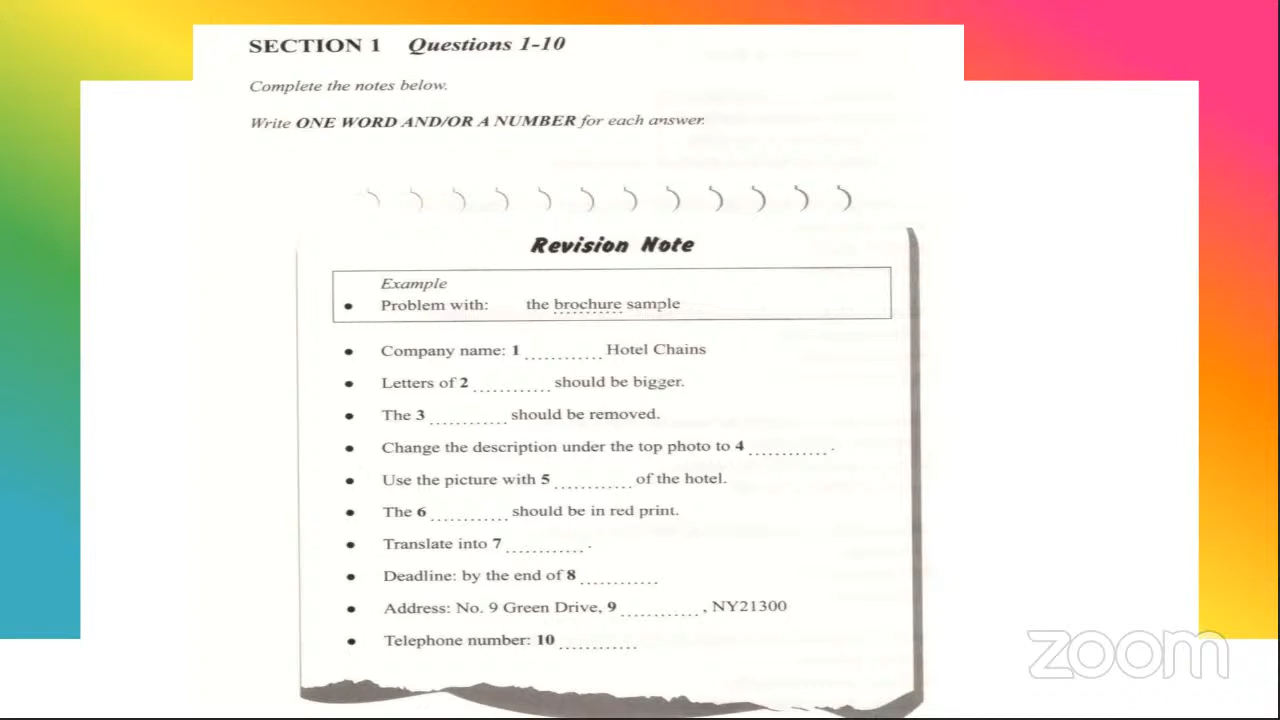 SECTION 1 Questions 1-10
Complete the notes below.
Write ONE WORD AND/OR A NUMBER for each answer.
Revision Note
Example
• Problem with: the brochure sample
• Company name: 1 .......... Hotel Chains
• Letters of 2 .......... should be bigger.
• The 3 .......... should be removed.
• Change the description under the top photo to 4 .......... .
• Use the picture with 5 .......... of the hotel.
• The 6 .......... should be in red print.
• Translate into 7 .......... .
• Deadline: by the end of 8 ..........
• Address: No. 9 Green Drive, 9 .......... , NY21300
• Telephone number: 10 ..........
zoom